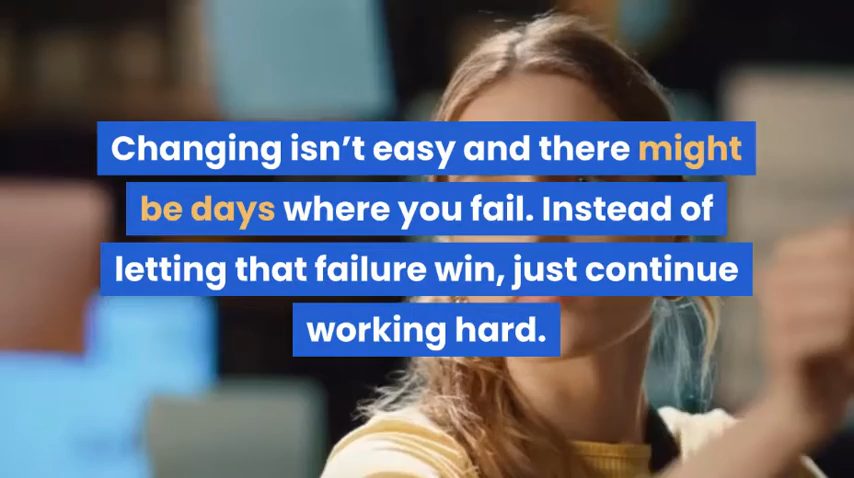 Changing isn’t easy and there might
be days where you fail. Instead of
letting that failure win, just continue
working hard.